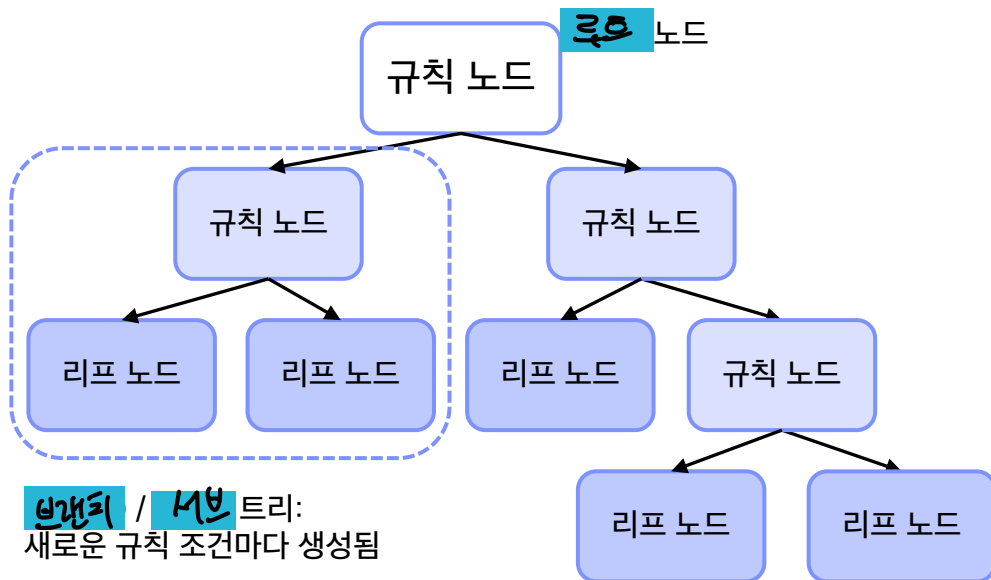 루트 노드
규칙 노드
규칙 노드
규칙 노드
리프 노드
리프 노드
리프 노드
규칙 노드
브랜치 / 서브 트리:
새로운 규칙 조건마다 생성됨
리프 노드
리프 노드